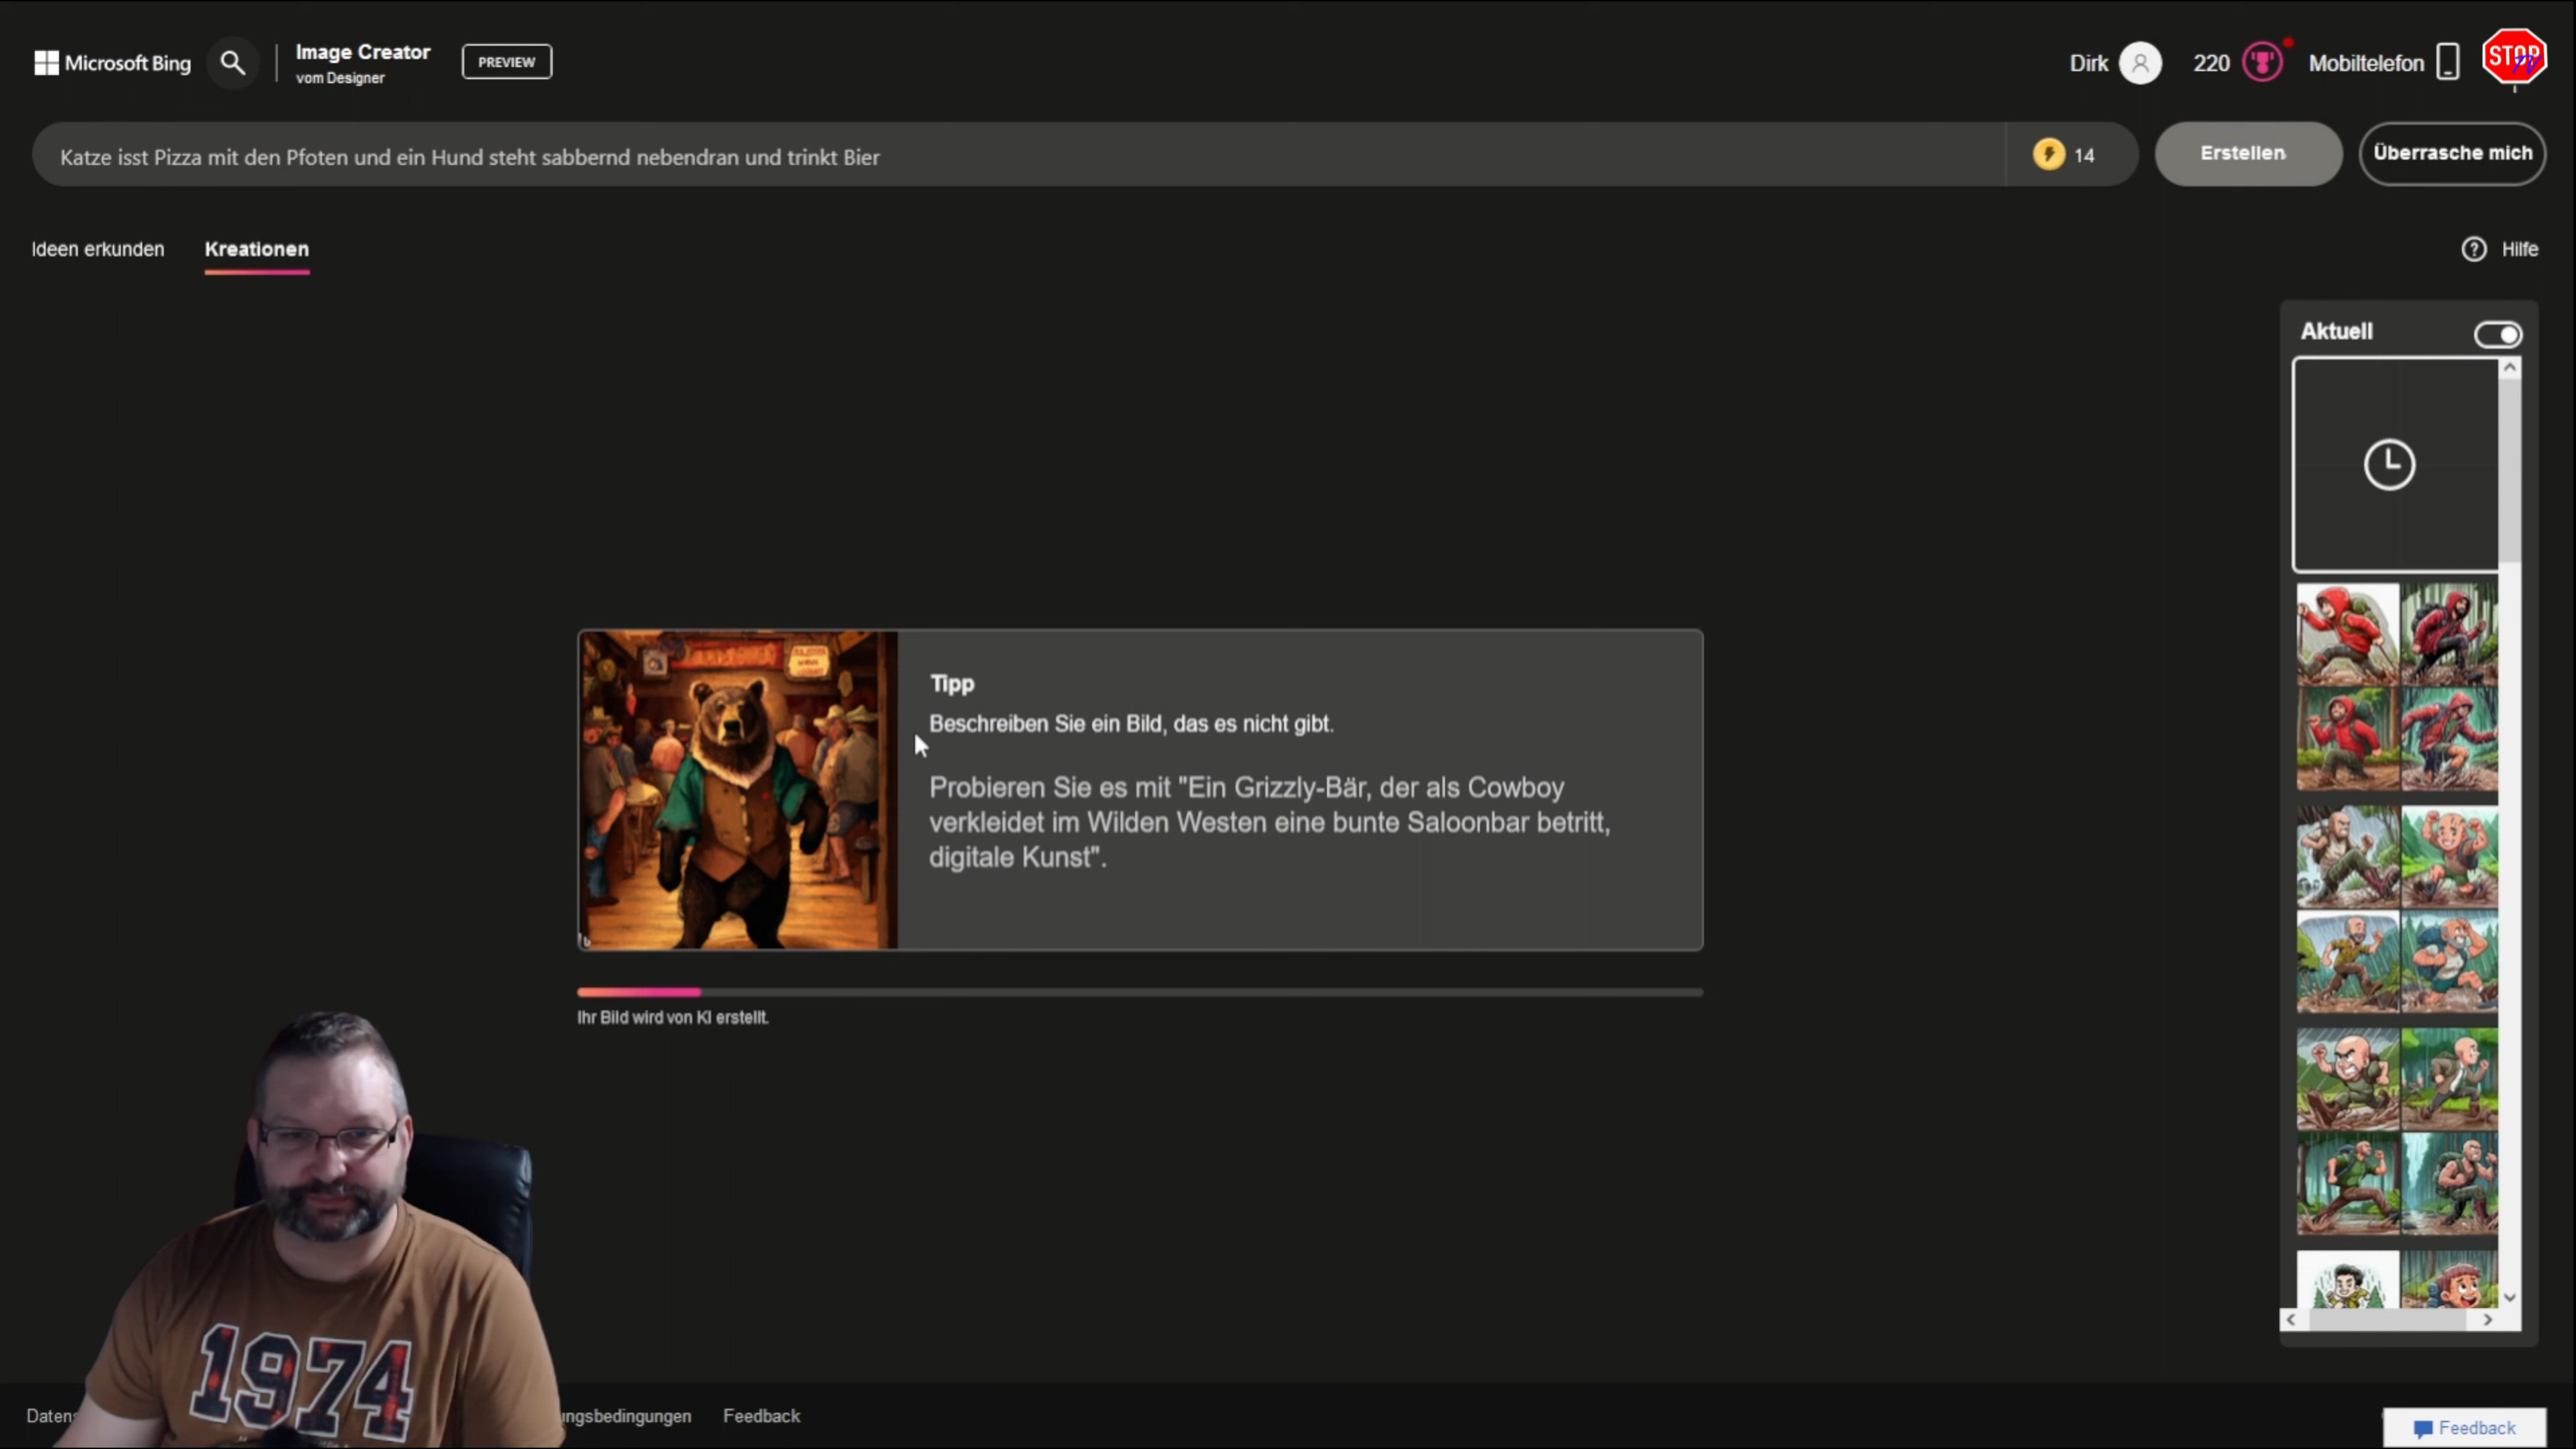 Microsoft Bing
Image Creator
vom Designer
PREVIEW
Dirk
220
Mobiltelefon
STOP
TV
Katze isst Pizza mit den Pfoten und ein Hund steht sabbernd nebendran und trinkt Bier
14
Erstellen
Überrasche mich
Ideen erkunden
Kreationen
Hilfe
Aktuell
Tipp
Beschreiben Sie ein Bild, das es nicht gibt.
Probieren Sie es mit "Ein Grizzly-Bär, der als Cowboy
verkleidet im Wilden Westen eine bunte Saloonbar betritt,
digitale Kunst".
Ihr Bild wird von KI erstellt.
1974
Datens
ungsbedingungen
Feedback
Feedback